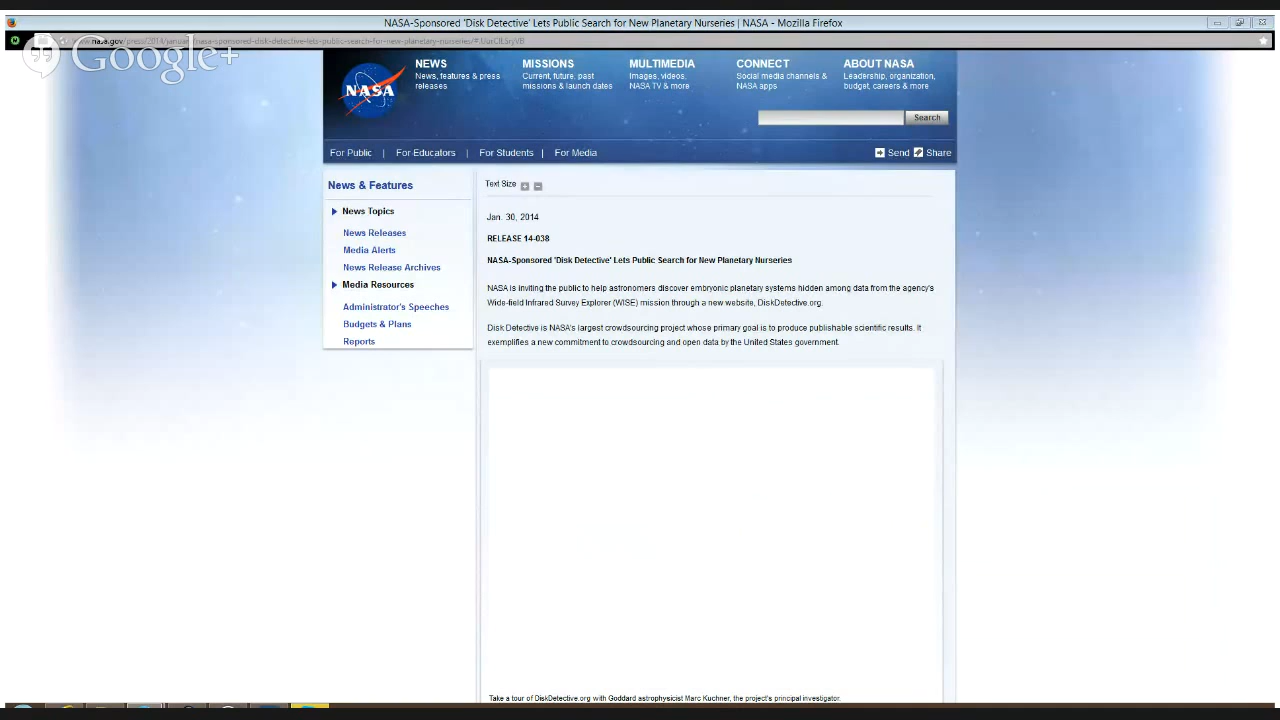 NASA-Sponsored 'Disk Detective' Lets Public Search for New Planetary Nurseries | NASA - Mozilla Firefox
Google+
NASA
NEWS
News, features & press
releases
MISSIONS
Current, future, past
missions & launch dates
MULTIMEDIA
Images, videos,
NASA TV & more
CONNECT
Social media channels &
NASA apps
ABOUT NASA
Leadership, organization,
budget, careers & more
Search
For Public | For Educators | For Students | For Media
Send Share
News & Features
News Topics
News Releases
Media Alerts
News Release Archives
Media Resources
Administrator's Speeches
Budgets & Plans
Reports
Text Size + -
Jan. 30, 2014
RELEASE 14-038
NASA-Sponsored 'Disk Detective' Lets Public Search for New Planetary Nurseries
NASA is inviting the public to help astronomers discover embryonic planetary systems hidden among data from the agency's
Wide-field Infrared Survey Explorer (WISE) mission through a new website, DiskDetective.org.
Disk Detective is NASA's largest crowdsourcing project whose primary goal is to produce publishable scientific results. It
exemplifies a new commitment to crowdsourcing and open data by the United States government.
Take a tour of DiskDetective.org with Goddard astrophysicist Marc Kuchner, the project's principal investigator.